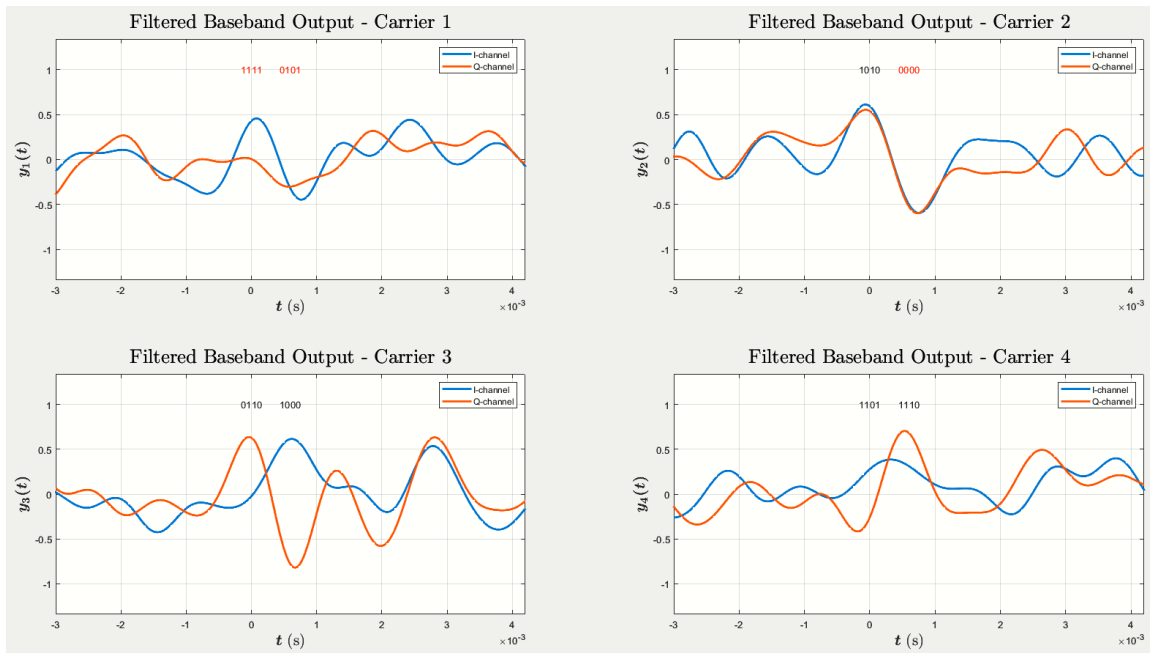 Filtered Baseband Output - Carrier 1
I-channel
Q-channel
1111 0101
1
0.5
0
-0.5
-1
y₁(t)
-3 -2 -1 0 1 2 3 4
×10⁻³
t (s)
Filtered Baseband Output - Carrier 2
I-channel
Q-channel
1010 0000
1
0.5
0
-0.5
-1
y₂(t)
-3 -2 -1 0 1 2 3 4
×10⁻³
t (s)
Filtered Baseband Output - Carrier 3
I-channel
Q-channel
0110 1000
1
0.5
0
-0.5
-1
y₃(t)
-3 -2 -1 0 1 2 3 4
×10⁻³
t (s)
Filtered Baseband Output - Carrier 4
I-channel
Q-channel
1101 1110
1
0.5
0
-0.5
-1
y₄(t)
-3 -2 -1 0 1 2 3 4
×10⁻³
t (s)